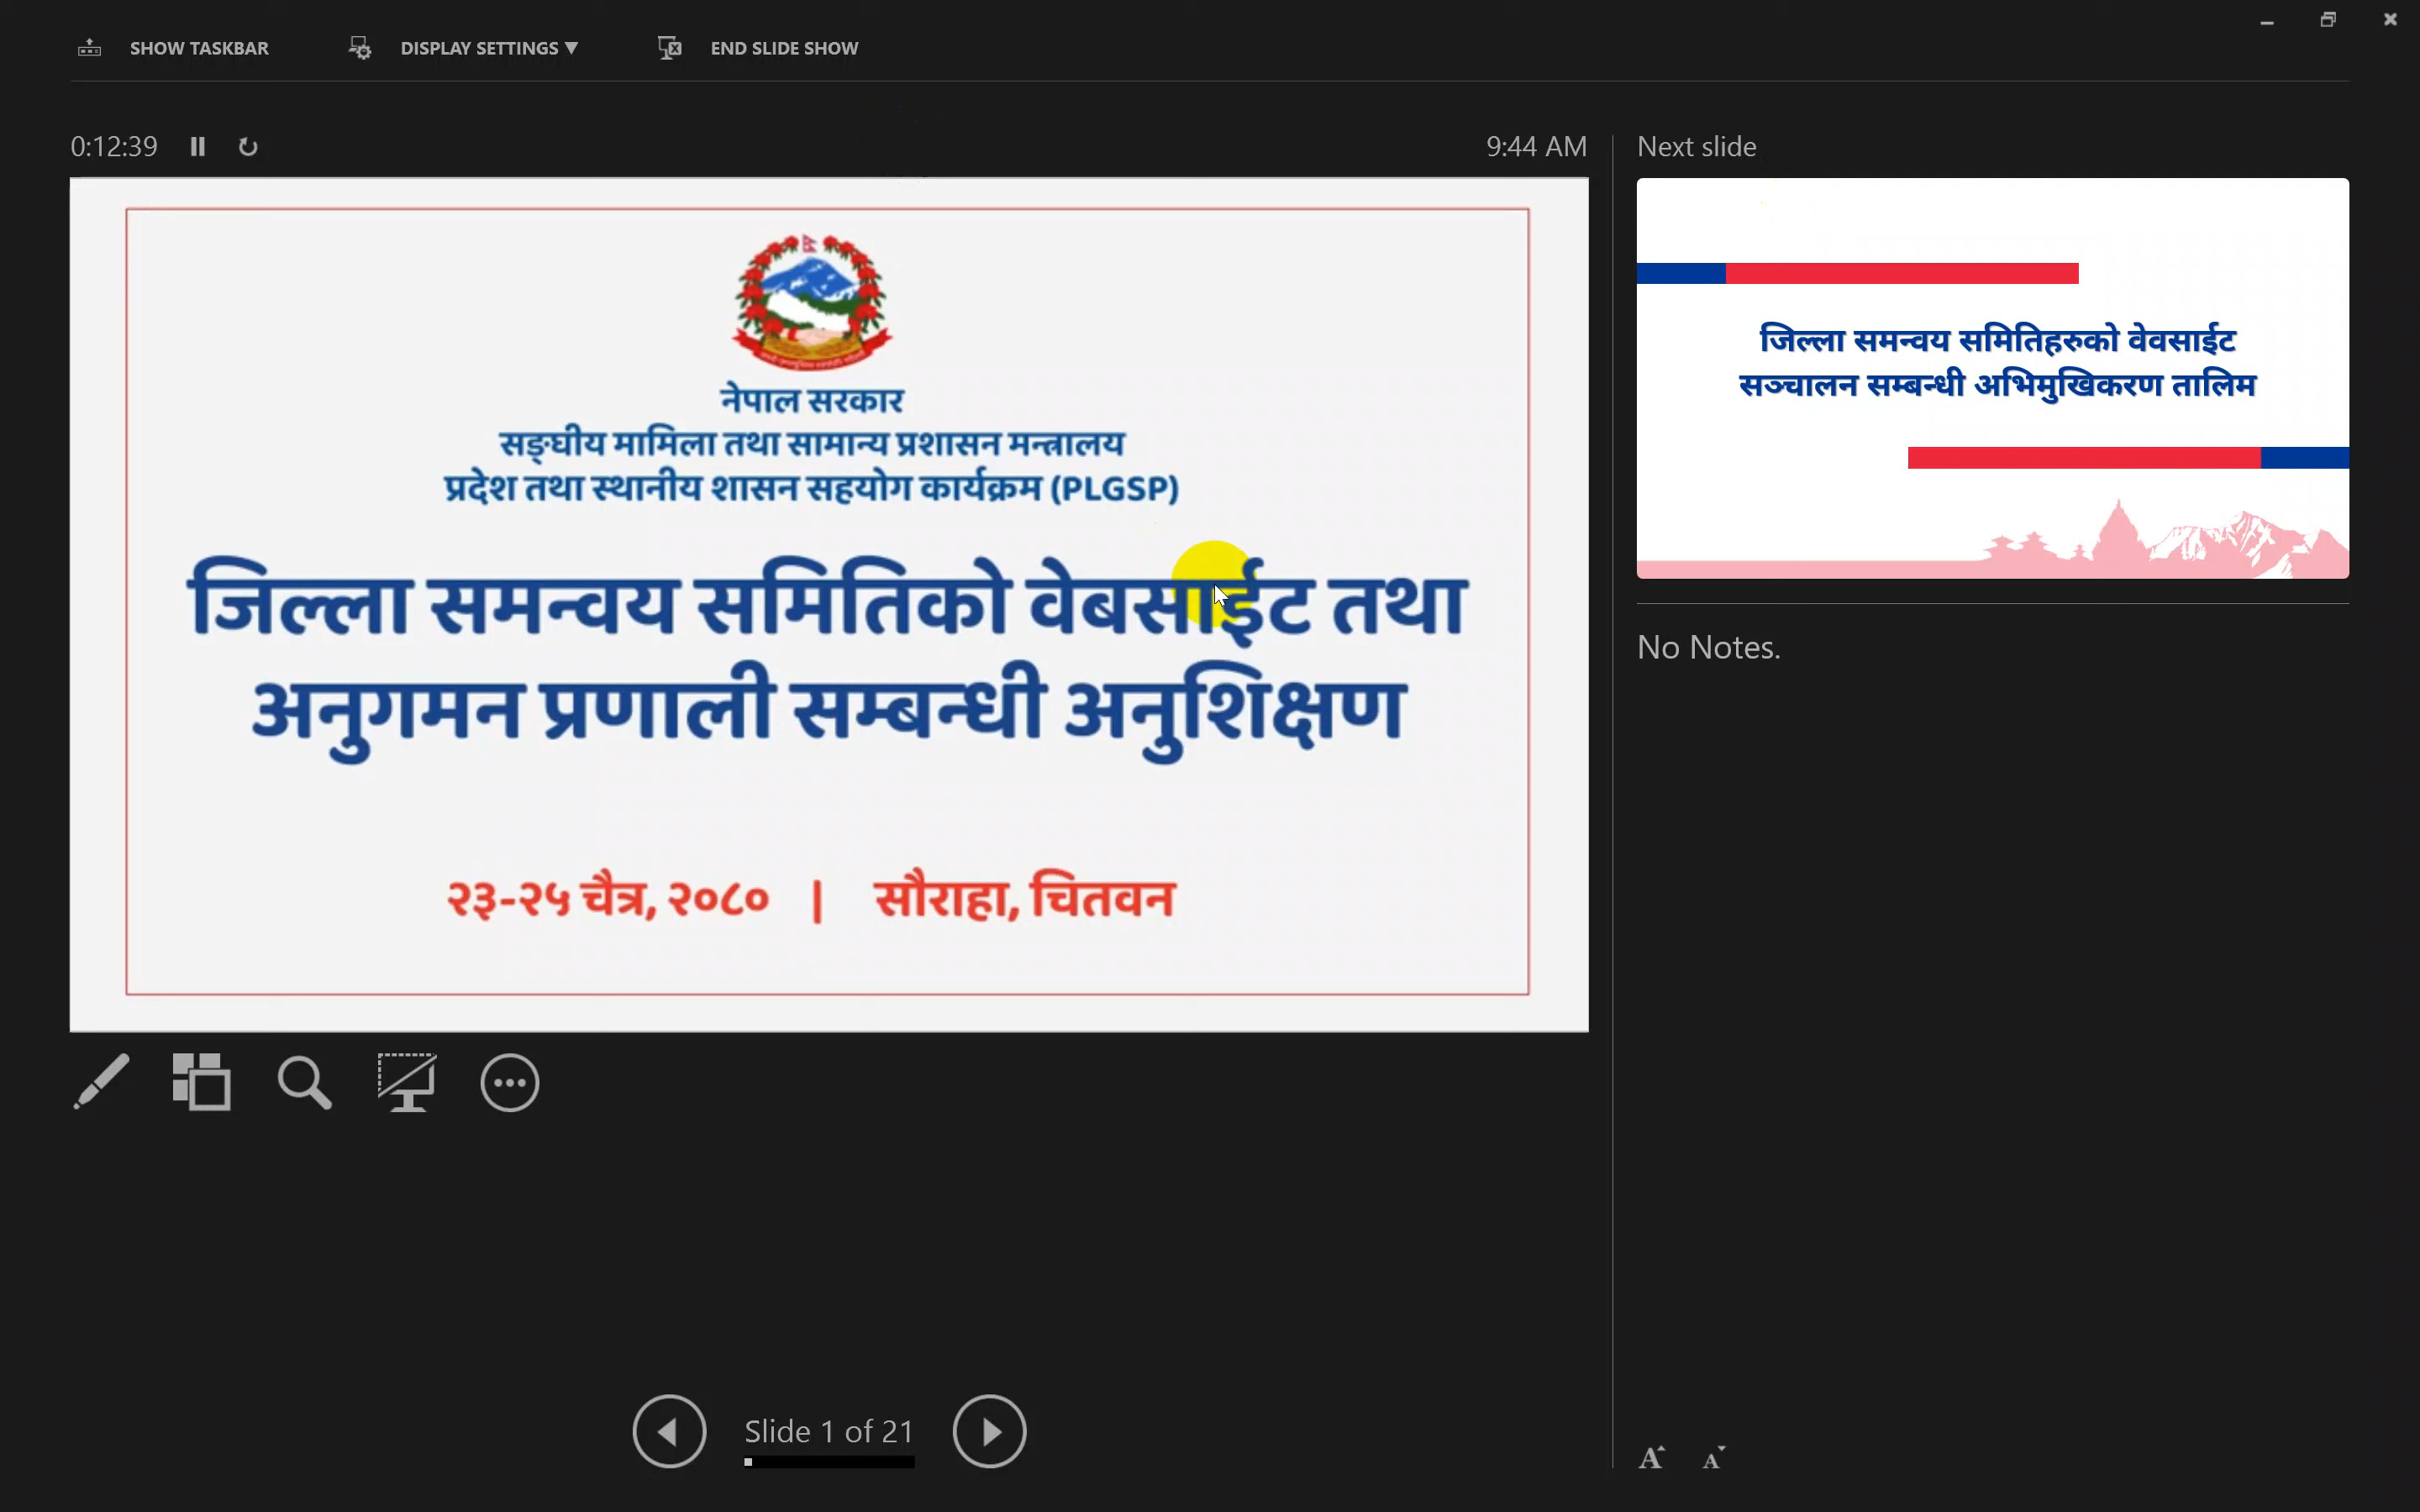 SHOW TASKBAR
DISPLAY SETTINGS ▼
END SLIDE SHOW
0:12:39
9:44 AM
Next slide
नेपाल सरकार
सङ्घीय मामिला तथा सामान्य प्रशासन मन्त्रालय
प्रदेश तथा स्थानीय शासन सहयोग कार्यक्रम (PLGSP)
जिल्ला समन्वय समितिको वेबसाईट तथा
अनुगमन प्रणाली सम्बन्धी अनुशिक्षण
२३-२५ चैत्र, २०८० | सौराहा, चितवन
जिल्ला समन्वय समितिहरुको वेवसाईट
सञ्चालन सम्बन्धी अभिमुखिकरण तालिम
No Notes.
Slide 1 of 21
A A